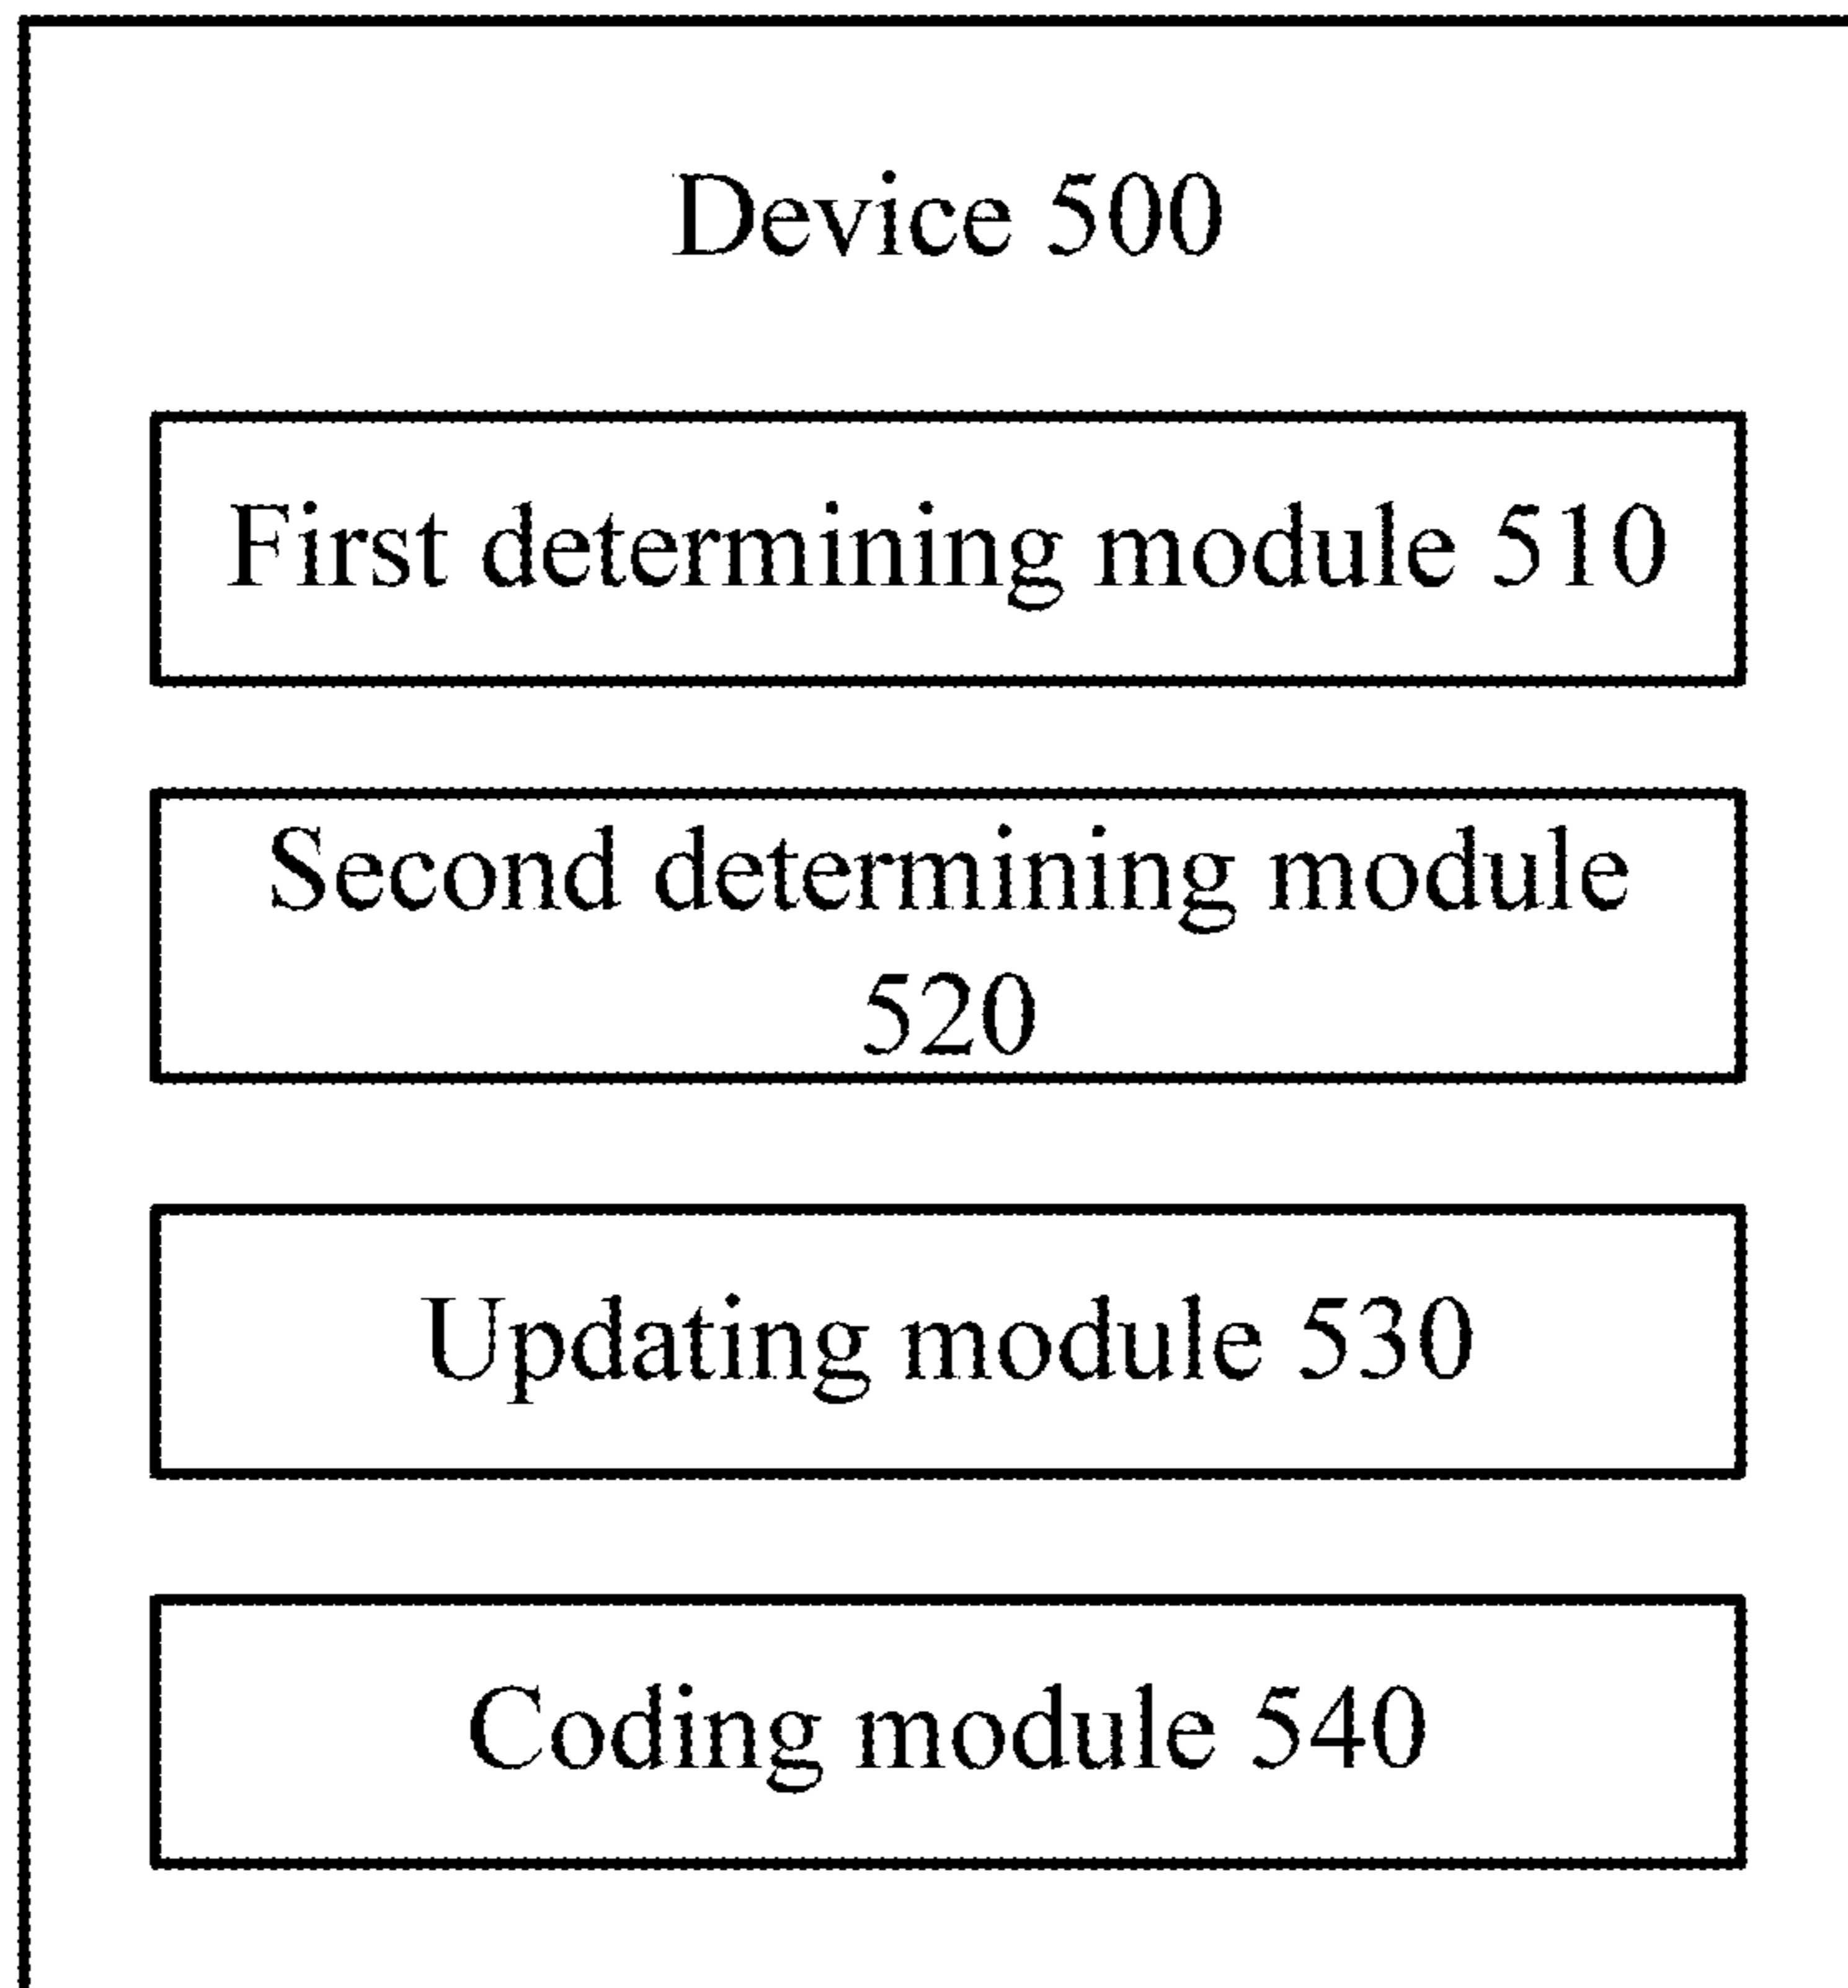 Device 500
First determining module 510
Second determining module
520
Updating module 530
Coding module 540